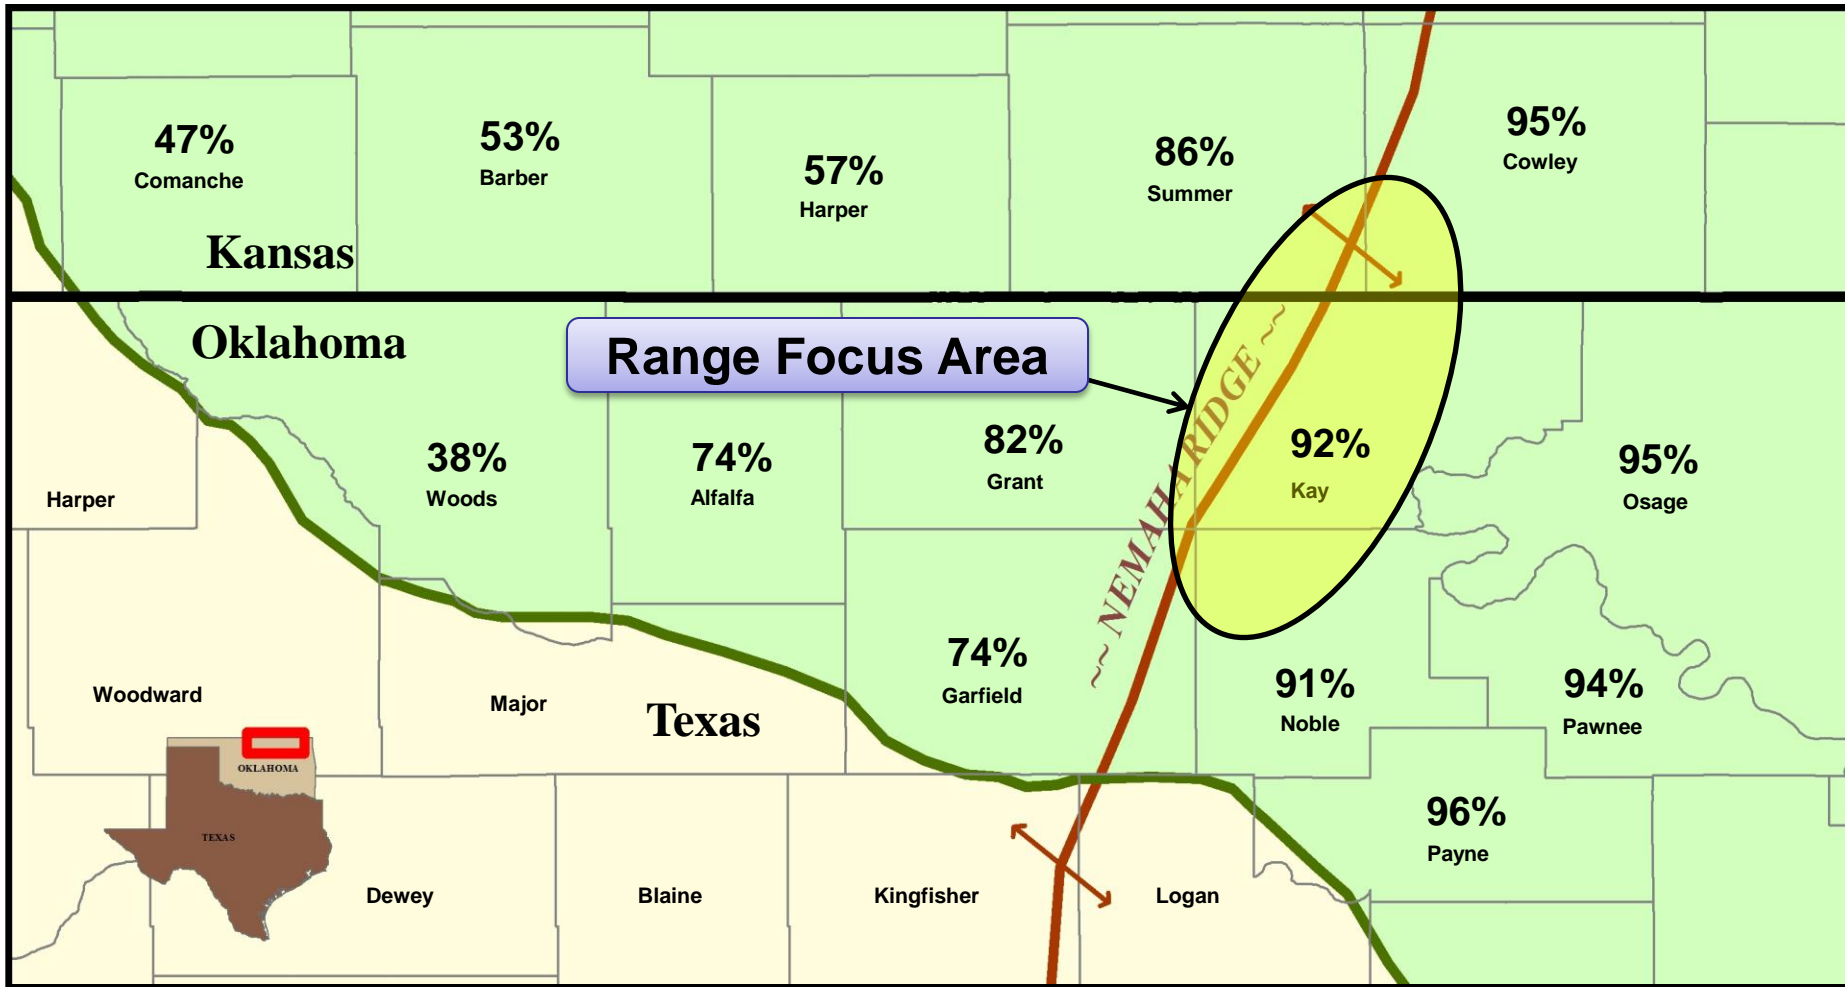 47%
Comanche
53%
Barber
57%
Harper
86%
Summer
95%
Cowley
Kansas
Oklahoma
Range Focus Area
~~ NEMAHA RIDGE ~~
Harper
38%
Woods
74%
Alfalfa
82%
Grant
92%
Kay
95%
Osage
Woodward
Major
Texas
74%
Garfield
91%
Noble
94%
Pawnee
OKLAHOMA
TEXAS
96%
Payne
Dewey
Blaine
Kingfisher
Logan